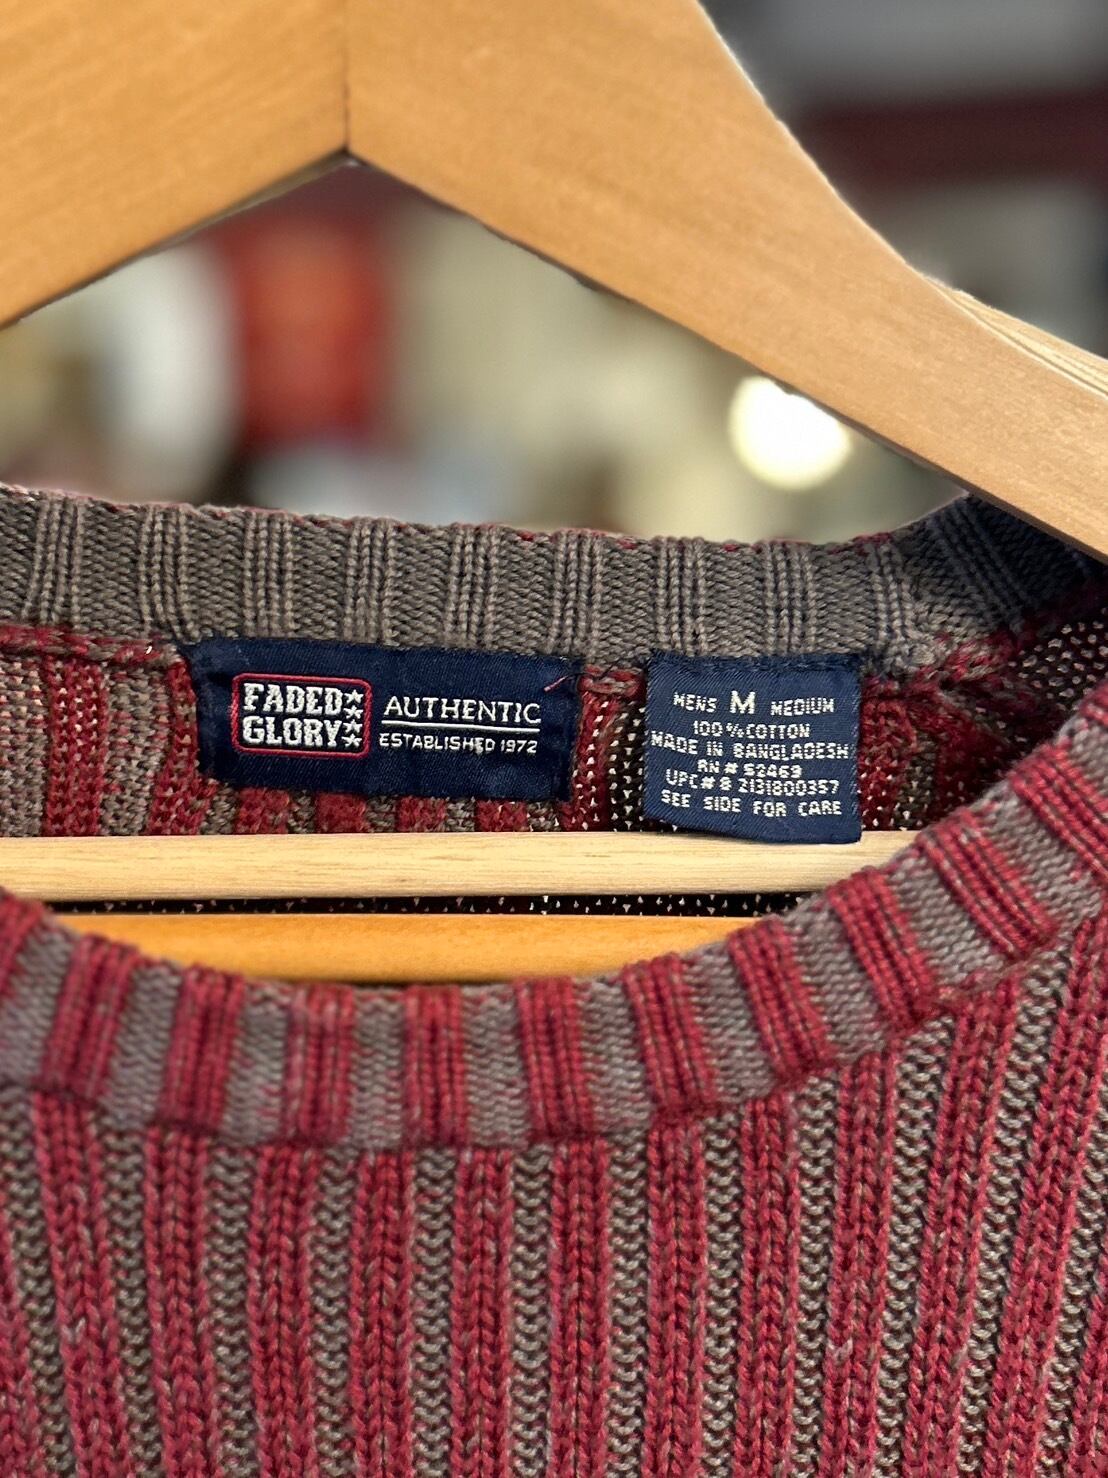 FADED
GLORY
AUTHENTIC
ESTABLISHED 1972
MENS M MEDIUM
100% COTTON
MADE IN BANGLADESH
RN# 52469
UPC# 8 2131800357
SEE SIDE FOR CARE